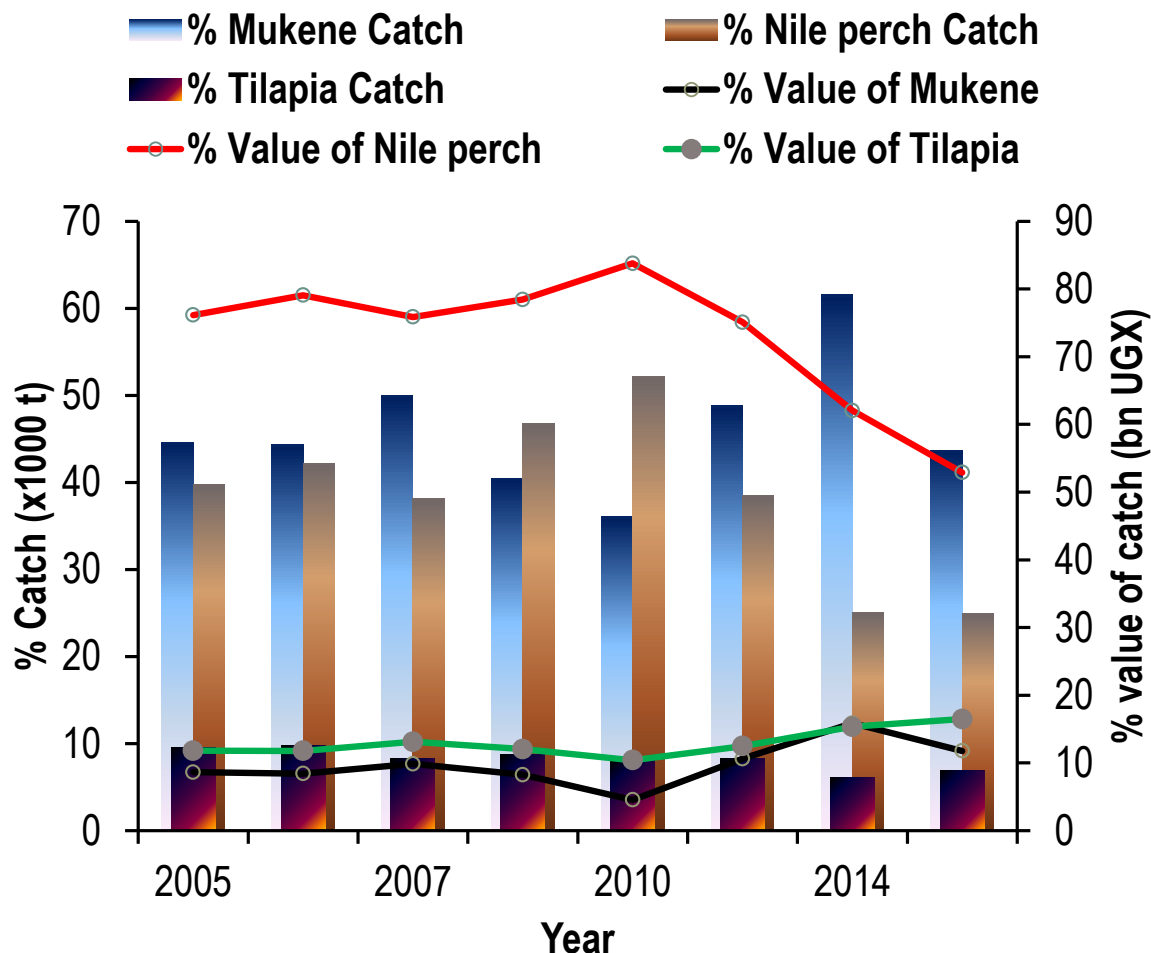 % Mukene Catch
% Nile perch Catch
% Tilapia Catch
% Value of Mukene
% Value of Nile perch
% Value of Tilapia
70
60
50
40
30
20
10
0
% Catch (x1000 t)
90
80
70
60
50
40
30
20
10
0
% value of catch (bn UGX)
2005
2007
2010
2014
Year